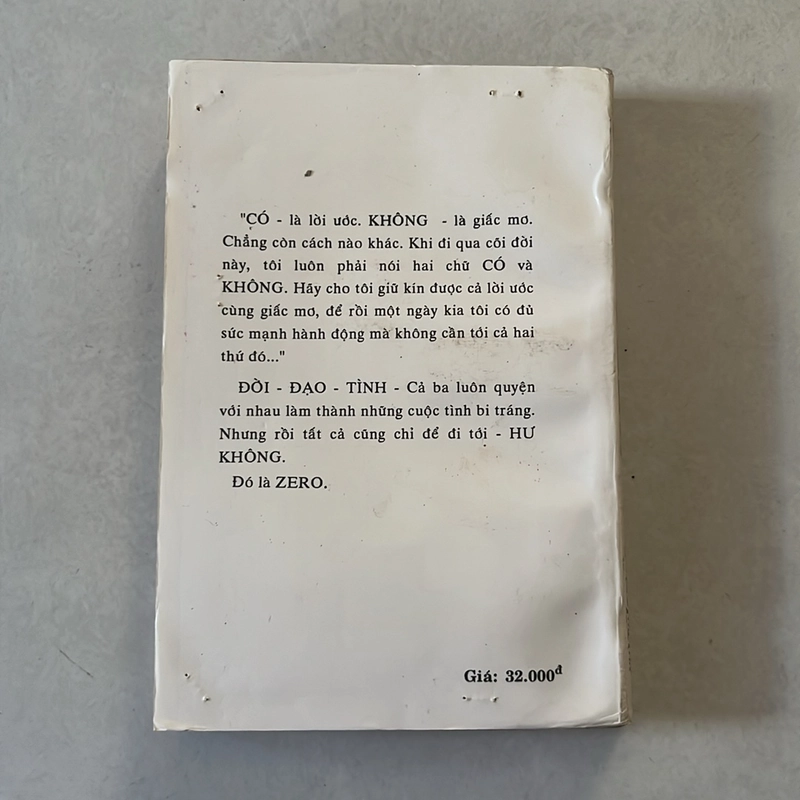 "CÓ - là lời ước. KHÔNG - là giấc mơ.
Chẳng còn cách nào khác. Khi đi qua cõi đời
này, tôi luôn phải nói hai chữ CÓ và
KHÔNG. Hãy cho tôi giữ kín được cả lời ước
cùng giấc mơ, để rồi một ngày kia tôi có đủ
sức mạnh hành động mà không cần tới cả hai
thứ đó..."
ĐỜI - ĐẠO - TÌNH - Cả ba luôn quyện
với nhau làm thành những cuộc tình bi tráng.
Nhưng rồi tất cả cũng chỉ để đi tới - HƯ
KHÔNG.
Đó là ZERO.
Giá: 32.000đ